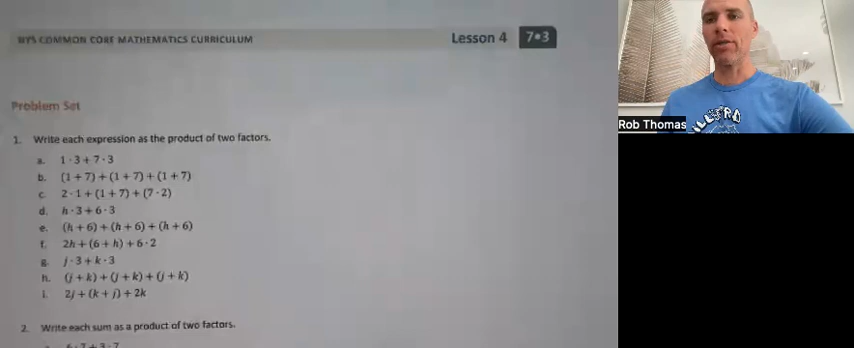 NYS COMMON CORE MATHEMATICS CURRICULUM
Lesson 4
7•3
Problem Set
1. Write each expression as the product of two factors.
a. 1 · 3 + 7 · 3
b. (1 + 7) + (1 + 7) + (1 + 7)
c. 2 · 1 + (1 + 7) + (7 · 2)
d. h · 3 + 6 · 3
e. (h + 6) + (h + 6) + (h + 6)
f. 2h + (6 + h) + 6 · 2
g. j · 3 + k · 3
h. (j + k) + (j + k) + (j + k)
i. 2j + (k + j) + 2k
2. Write each sum as a product of two factors.
Rob Thomas